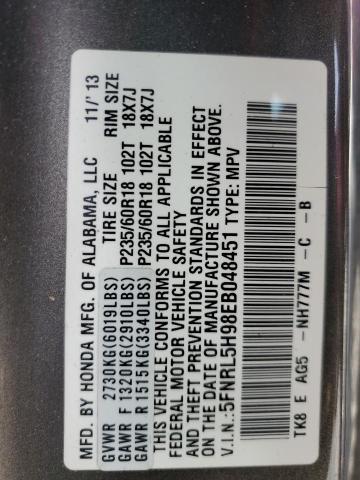 MFD. BY HONDA MFG. OF ALABAMA, LLC 11/'13
TIRE SIZE RIM SIZE
GVWR 2730KG(6019LBS)
GAWR F 1320KG(2910LBS) P235/60R18 102T 18X7J
GAWR R 1515KG(3340LBS) P235/60R18 102T 18X7J
THIS VEHICLE CONFORMS TO ALL APPLICABLE
FEDERAL MOTOR VEHICLE SAFETY
THEFT PREVENTION STANDARDS IN EFFECT
ON THE DATE OF MANUFACTURE SHOWN ABOVE.
V.I.N.: 5FNRL5H98EB048451 TYPE: MPV
TK8 E AG5 -NH777M -C -B